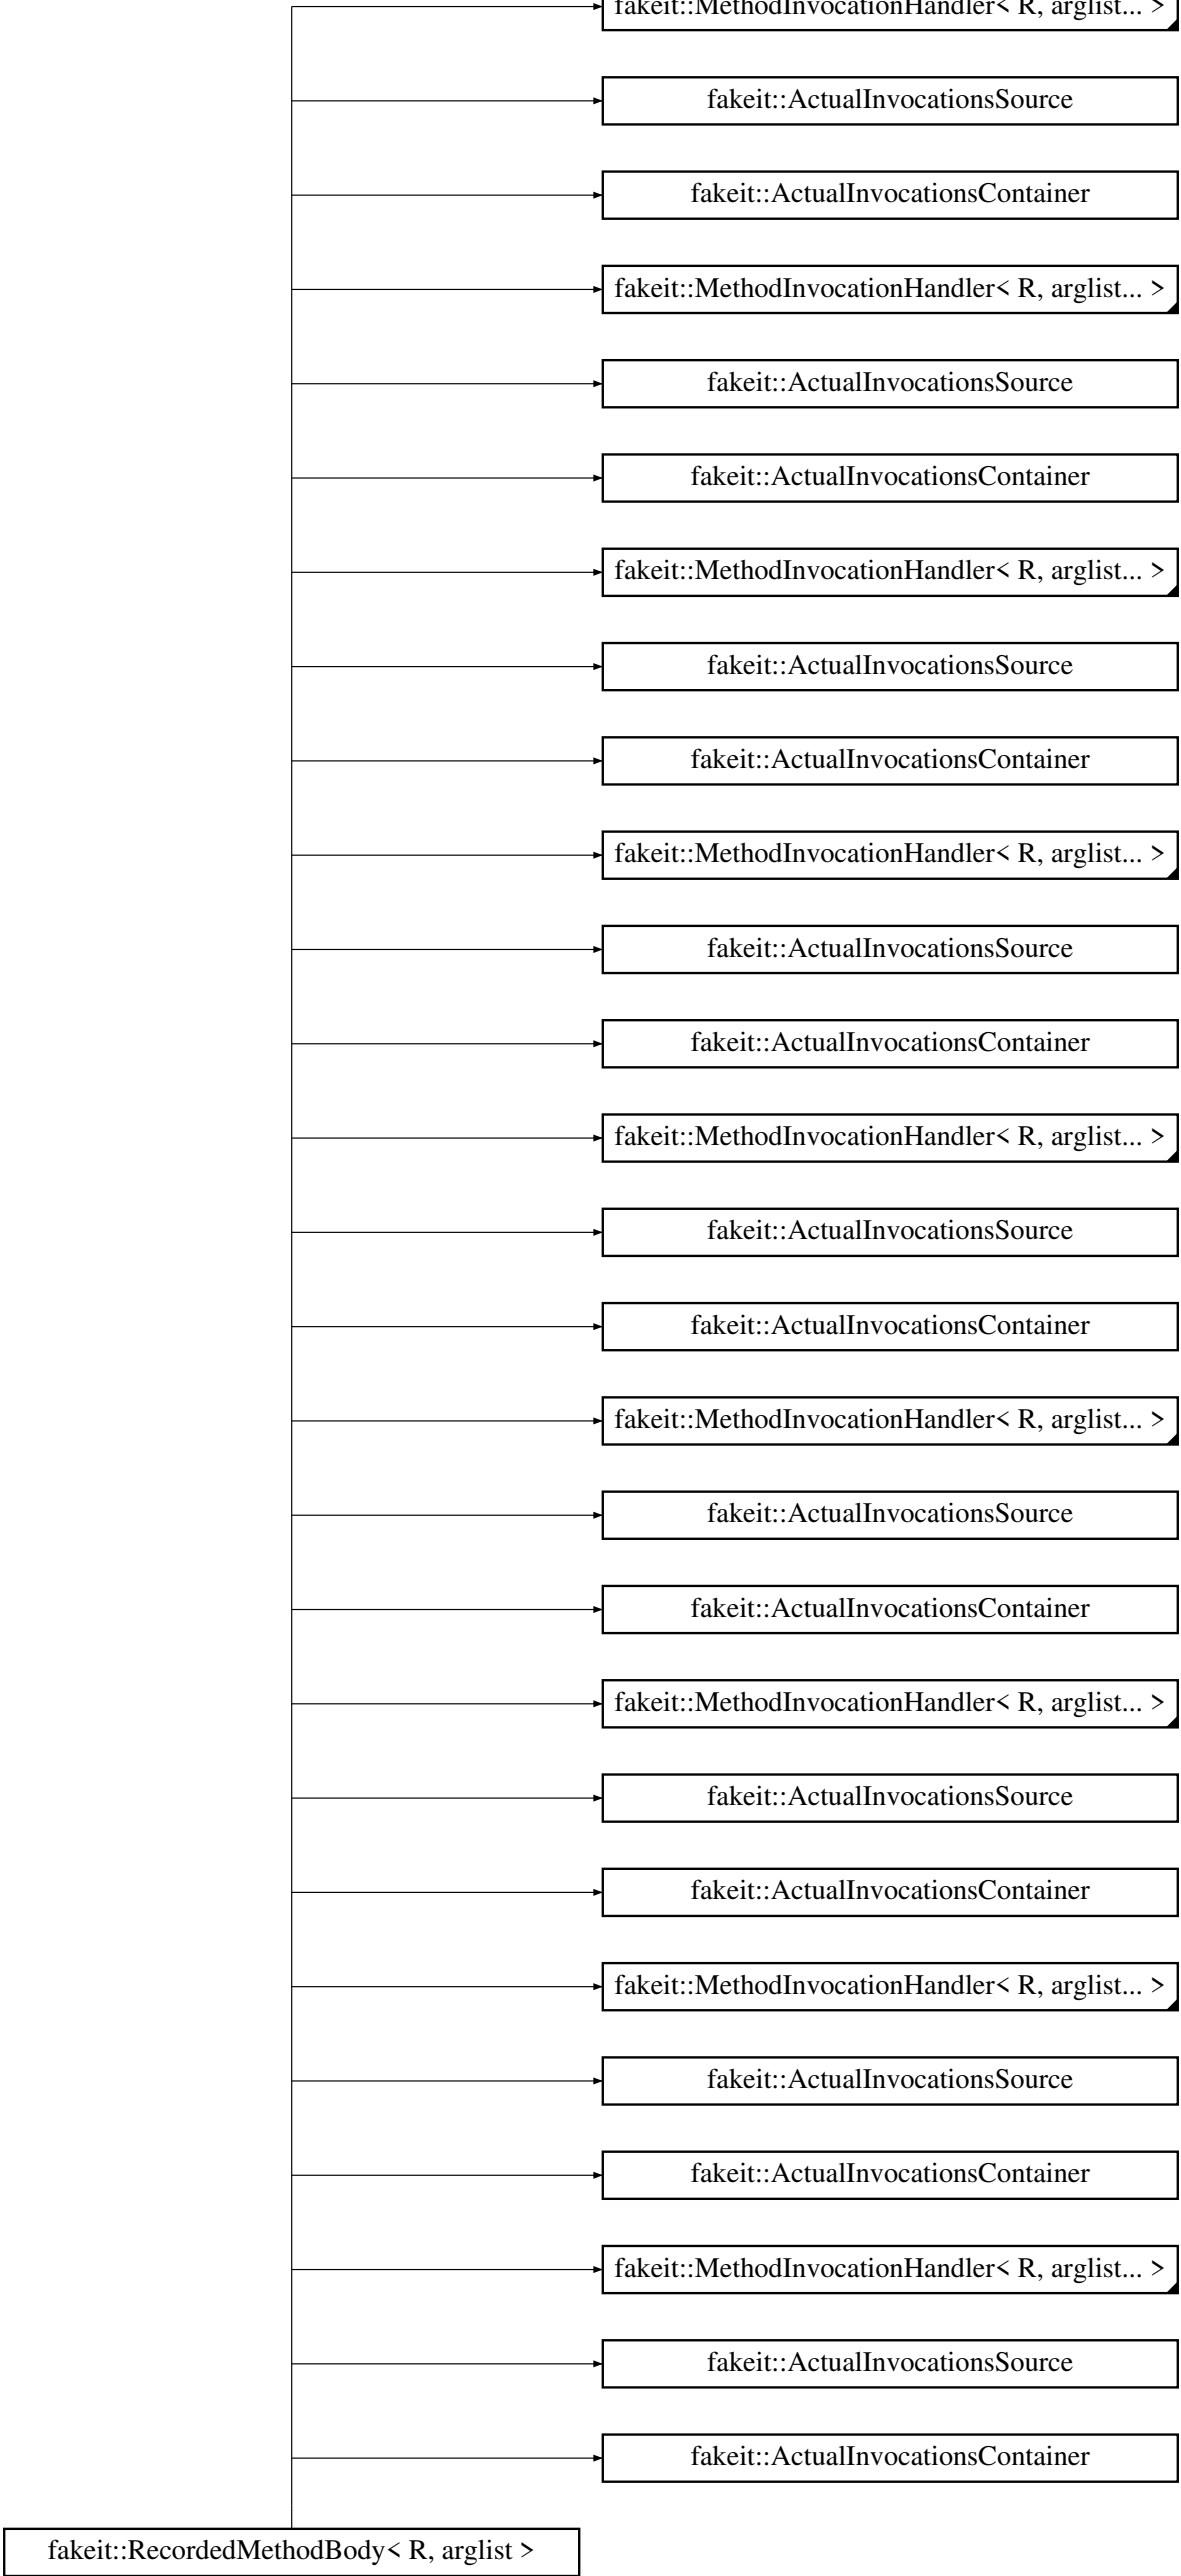 fakeit::MethodInvocationHandler< R, arglist... >
fakeit::ActualInvocationsSource
fakeit::ActualInvocationsContainer
fakeit::MethodInvocationHandler< R, arglist... >
fakeit::ActualInvocationsSource
fakeit::ActualInvocationsContainer
fakeit::MethodInvocationHandler< R, arglist... >
fakeit::ActualInvocationsSource
fakeit::ActualInvocationsContainer
fakeit::MethodInvocationHandler< R, arglist... >
fakeit::ActualInvocationsSource
fakeit::ActualInvocationsContainer
fakeit::MethodInvocationHandler< R, arglist... >
fakeit::ActualInvocationsSource
fakeit::ActualInvocationsContainer
fakeit::MethodInvocationHandler< R, arglist... >
fakeit::ActualInvocationsSource
fakeit::ActualInvocationsContainer
fakeit::MethodInvocationHandler< R, arglist... >
fakeit::ActualInvocationsSource
fakeit::ActualInvocationsContainer
fakeit::MethodInvocationHandler< R, arglist... >
fakeit::ActualInvocationsSource
fakeit::ActualInvocationsContainer
fakeit::MethodInvocationHandler< R, arglist... >
fakeit::ActualInvocationsSource
fakeit::ActualInvocationsContainer
fakeit::RecordedMethodBody< R, arglist >